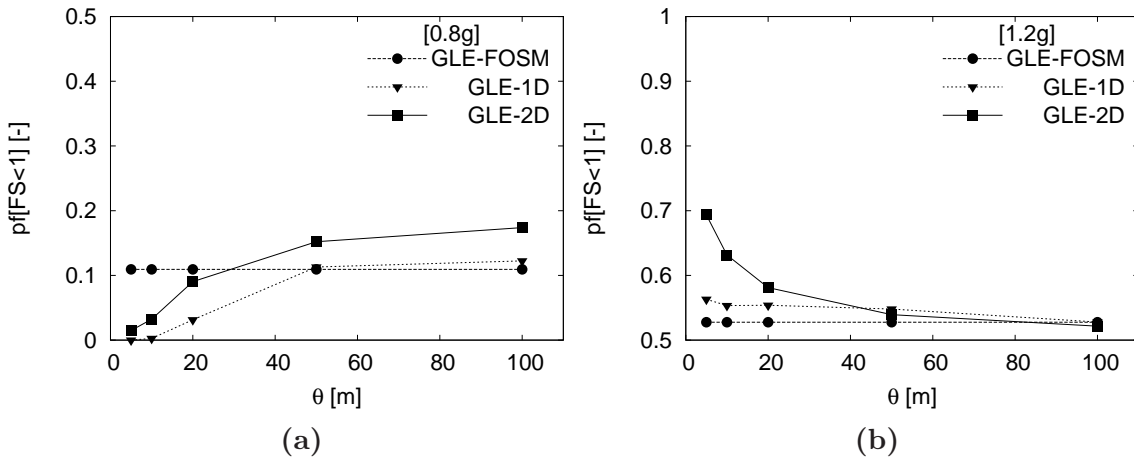 0.5
0.4
0.3
0.2
0.1
0
pf[FS<1] [-]
0 20 40 60 80 100
θ [m]
[0.8g]
GLE-FOSM
GLE-1D
GLE-2D
(a)
1
0.9
0.8
0.7
0.6
0.5
pf[FS<1] [-]
0 20 40 60 80 100
θ [m]
[1.2g]
GLE-FOSM
GLE-1D
GLE-2D
(b)